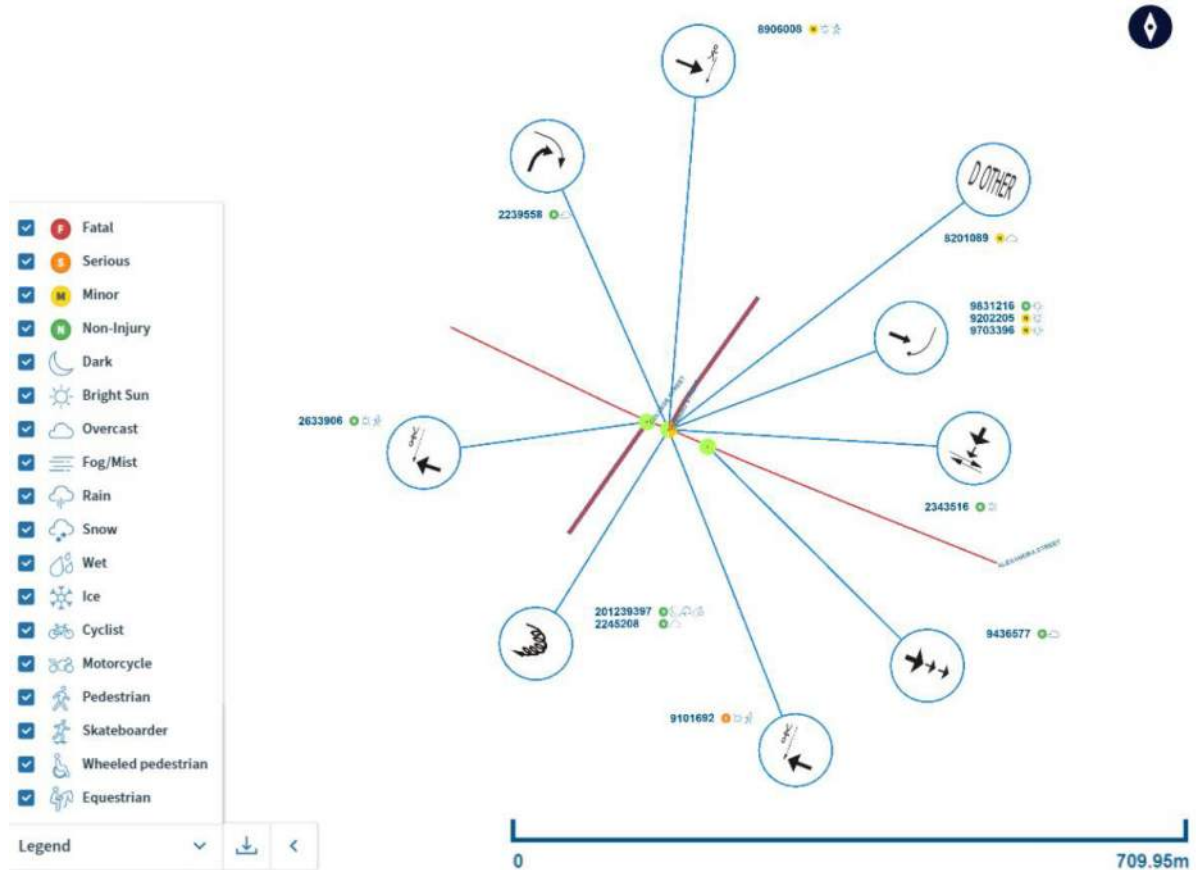 8906008
D OTHER
2239558
8201089
9831216
9202205
9703396
2633906
2343516
ALEXANDRA STREET
201239397
2245208
9436577
9101692
F Fatal
S Serious
M Minor
N Non-Injury
Dark
Bright Sun
Overcast
Fog/Mist
Rain
Snow
Wet
Ice
Cyclist
Motorcycle
Pedestrian
Skateboarder
Wheeled pedestrian
Equestrian
Legend
0
709.95m